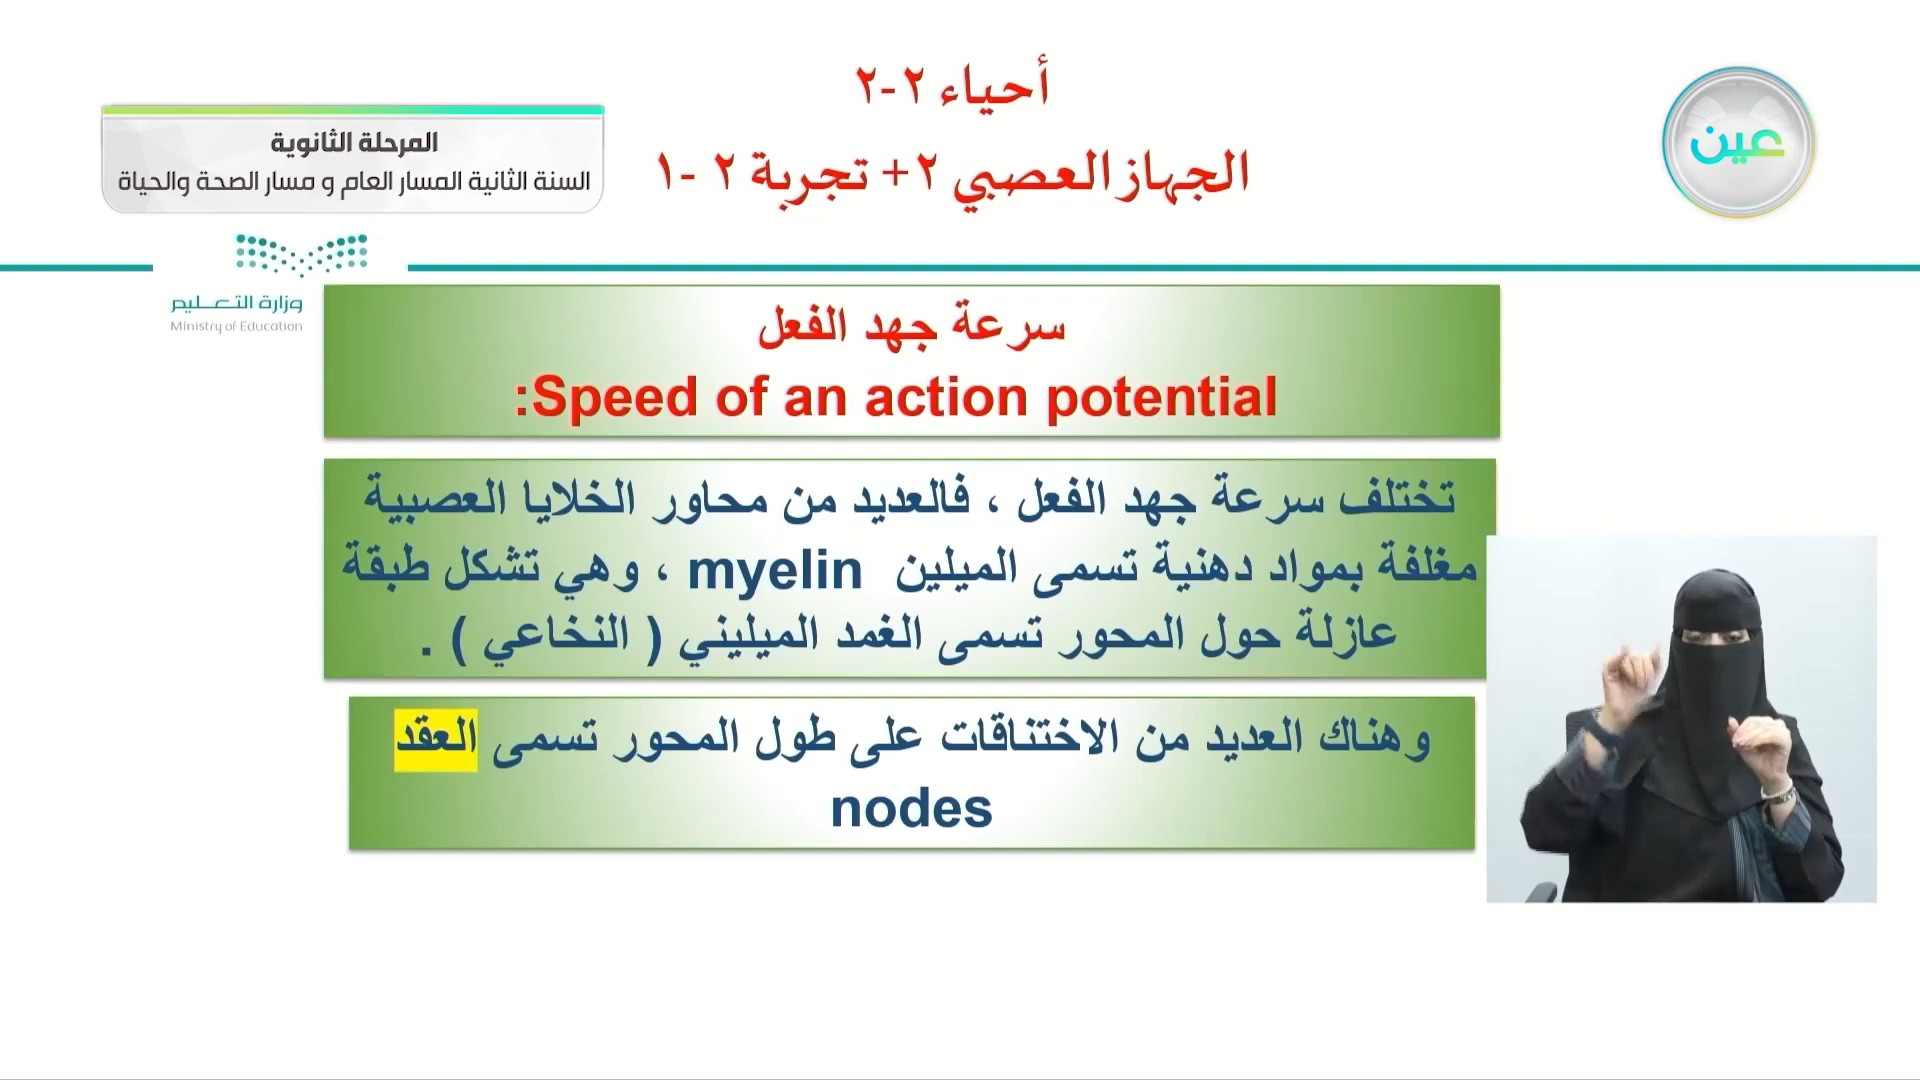 أحياء ٢-٢
الجهاز العصبي ٢+ تجربة ٢ -١
المرحلة الثانوية
السنة الثانية المسار العام و مسار الصحة والحياة
عين
وزارة التعليم
Ministry of Education
سرعة جهد الفعل
Speed of an action potential:
تختلف سرعة جهد الفعل ، فالعديد من محاور الخلايا العصبية
مغلفة بمواد دهنية تسمى الميلين myelin ، وهي تشكل طبقة
عازلة حول المحور تسمى الغمد الميليني ( النخاعي ) .
وهناك العديد من الاختناقات على طول المحور تسمى العقد
nodes